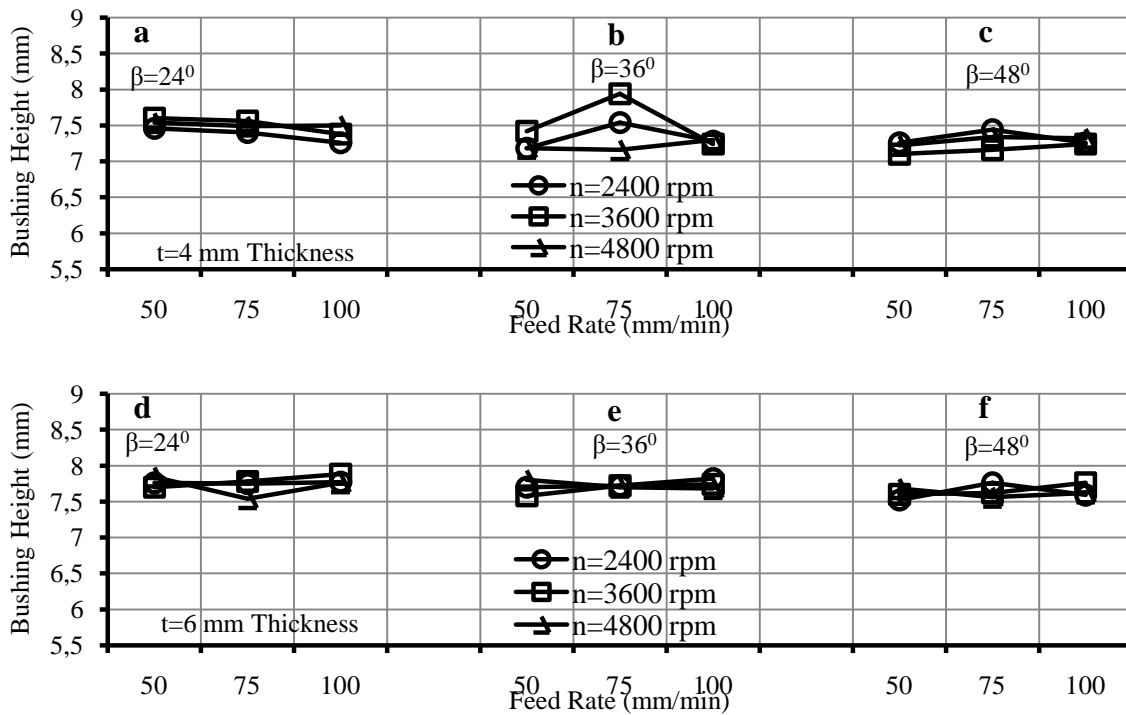 Bushing Height (mm)
9
8,5
8
7,5
7
6,5
6
5,5
a
b
c
β=24⁰
β=36⁰
β=48⁰
n=2400 rpm
n=3600 rpm
n=4800 rpm
t=4 mm Thickness
50 75 100 50 75 100 50 75 100
Feed Rate (mm/min)
Bushing Height (mm)
9
8,5
8
7,5
7
6,5
6
5,5
d
e
f
β=24⁰
β=36⁰
β=48⁰
n=2400 rpm
n=3600 rpm
n=4800 rpm
t=6 mm Thickness
50 75 100 50 75 100 50 75 100
Feed Rate (mm/min)